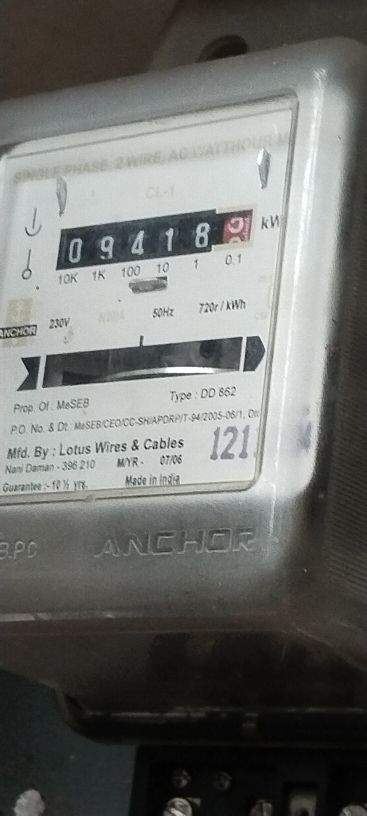 SINGLE PHASE 2 WIRE, AC WATTHOUR M
CL-1
0 9 4 1 8 kW
10K 1K 100 10 1 0.1
ANCHOR 230V 50Hz 720r / kWh
Prop. Of : MeSEB Type : DD 862
P.O. No. & Dt.: MeSEB/CEO/CC-SH/APDRP/T-94/2005-06/1,
Mfd. By : Lotus Wires & Cables 121
Nani Daman - 396 210 M/YR - 07/06
Guarantee :- 10 ½ yrs. Made in India
ANCHOR